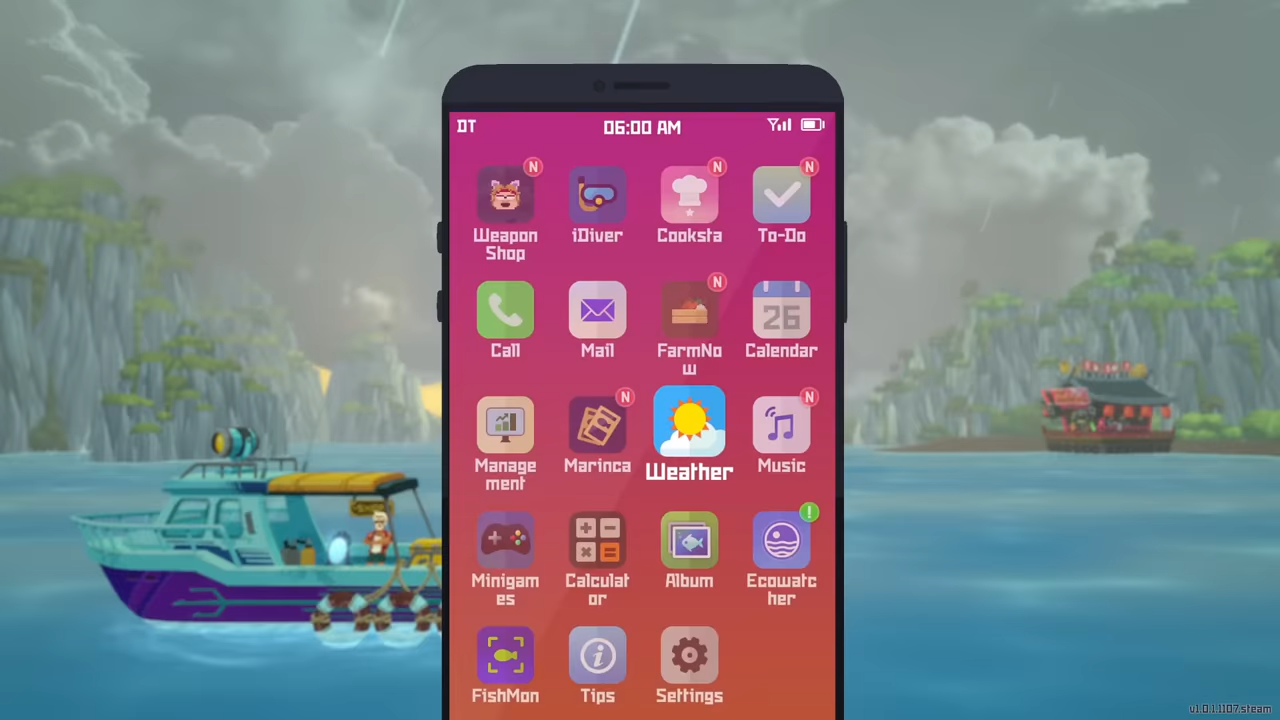 DT
06:00 AM
N
N
N
Weapon
Shop
iDiver
Cooksta
To-Do
N
26
Call
Mail
FarmNo
w
Calendar
N
N
Manage
ment
Marinca
Weather
Music
!
Minigam
es
Calculat
or
Album
Ecowatc
her
FishMon
Tips
Settings
v1.0.1.1107.steam